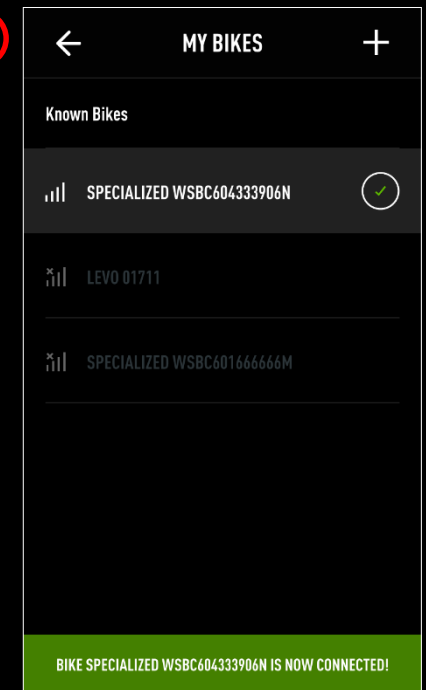 MY BIKES
Known Bikes
SPECIALIZED WSBC604333906N
LEVO 01711
SPECIALIZED WSBC601666666M
BIKE SPECIALIZED WSBC604333906N IS NOW CONNECTED!